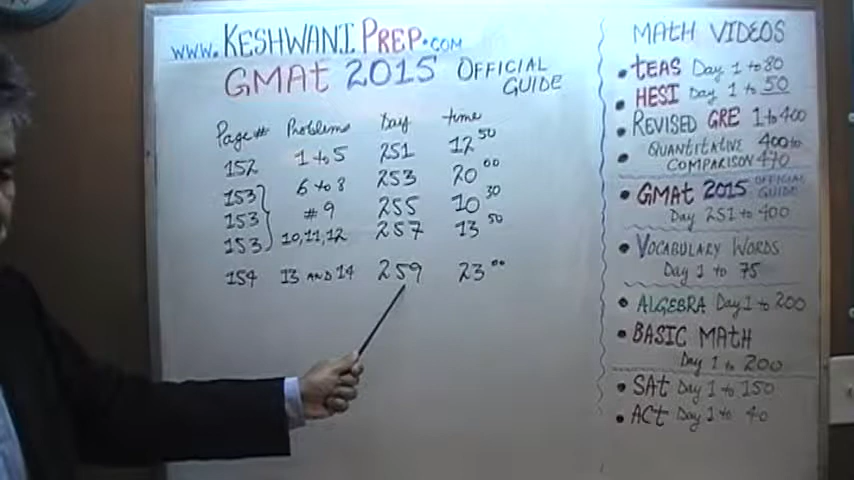 www.KESHWANIPREP.com
GMAt 2015 OFFICIAL GUIDE
Page # Problems Day time
152 1 to 5 251 12 50
153 6 to 8 253 20 00
153 # 9 255 10 30
153 10,11,12 257 13 50
154 13 AND 14 259 23 00
MATH VIDEOS
• tEAS Day 1 to 80
• HESI Day 1 to 50
• REVISED GRE 1 to 400
• QUANTITATIVE 400 to
COMPARISON 470
• GMAt 2015 OFFICIAL GUIDE
Day 251 to 400
• VOCABULARY WORDS
Day 1 to 75
• ALGEBRA Day 1 to 200
• BASIC MATH
Day 1 to 200
• SAt Day 1 to 150
• ACt Day 1 to 40